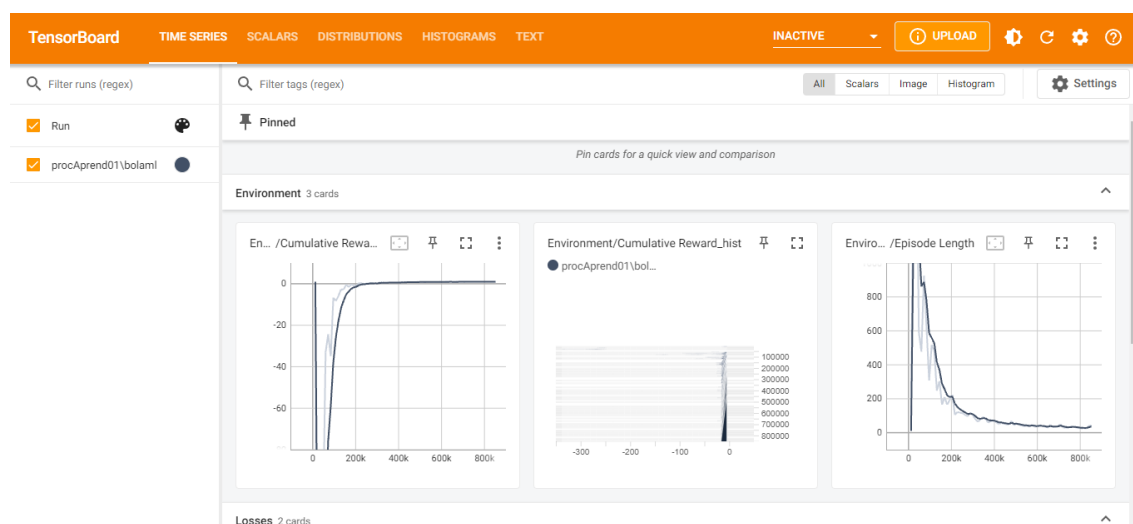 TensorBoard TIME SERIES SCALARS DISTRIBUTIONS HISTOGRAMS TEXT INACTIVE UPLOAD
Filter runs (regex) Filter tags (regex) All Scalars Image Histogram Settings
Run
Pinned
procAprend01\bolaml
Pin cards for a quick view and comparison
Environment 3 cards
En... /Cumulative Rewa...
0
-20
-40
-60
0 200k 400k 600k 800k
Environment/Cumulative Reward_hist
procAprend01\bol...
100000
200000
300000
400000
500000
600000
700000
800000
-300 -200 -100 0
Enviro... /Episode Length
800
600
400
200
0
0 200k 400k 600k 800k
Losses 2 cards